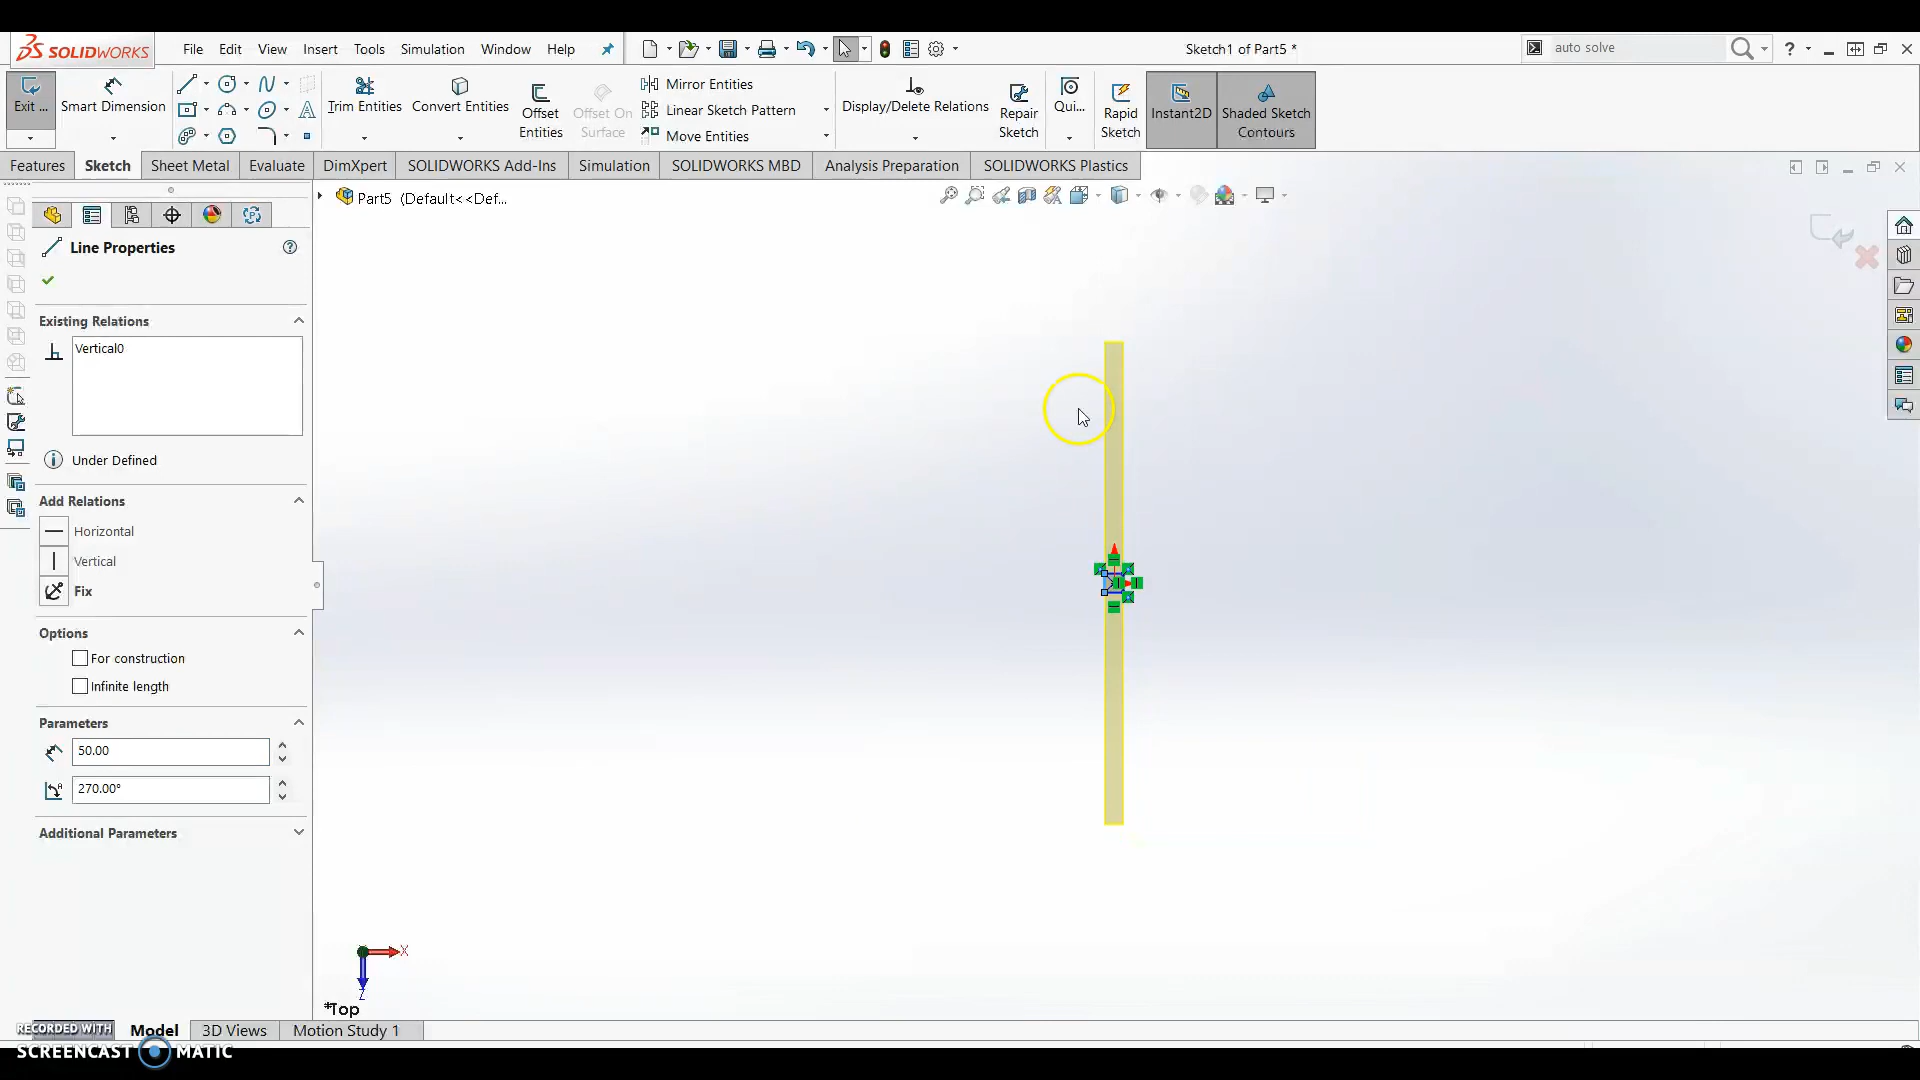 SOLIDWORKS
File Edit View Insert Tools Simulation Window Help
Sketch1 of Part5 *
auto solve
Exit ...
Smart Dimension
Trim Entities
Convert Entities
Offset Entities
Offset On Surface
Mirror Entities
Linear Sketch Pattern
Move Entities
Display/Delete Relations
Repair Sketch
Qui...
Rapid Sketch
Instant2D
Shaded Sketch Contours
Features Sketch Sheet Metal Evaluate DimXpert SOLIDWORKS Add-Ins Simulation SOLIDWORKS MBD Analysis Preparation SOLIDWORKS Plastics
Part5 (Default<<Def...
Line Properties
Existing Relations
Vertical0
Under Defined
Add Relations
Horizontal
Vertical
Fix
Options
For construction
Infinite length
Parameters
50.00
270.00°
Additional Parameters
X
Z
*Top
Model 3D Views Motion Study 1
RECORDED WITH
SCREENCAST MATIC